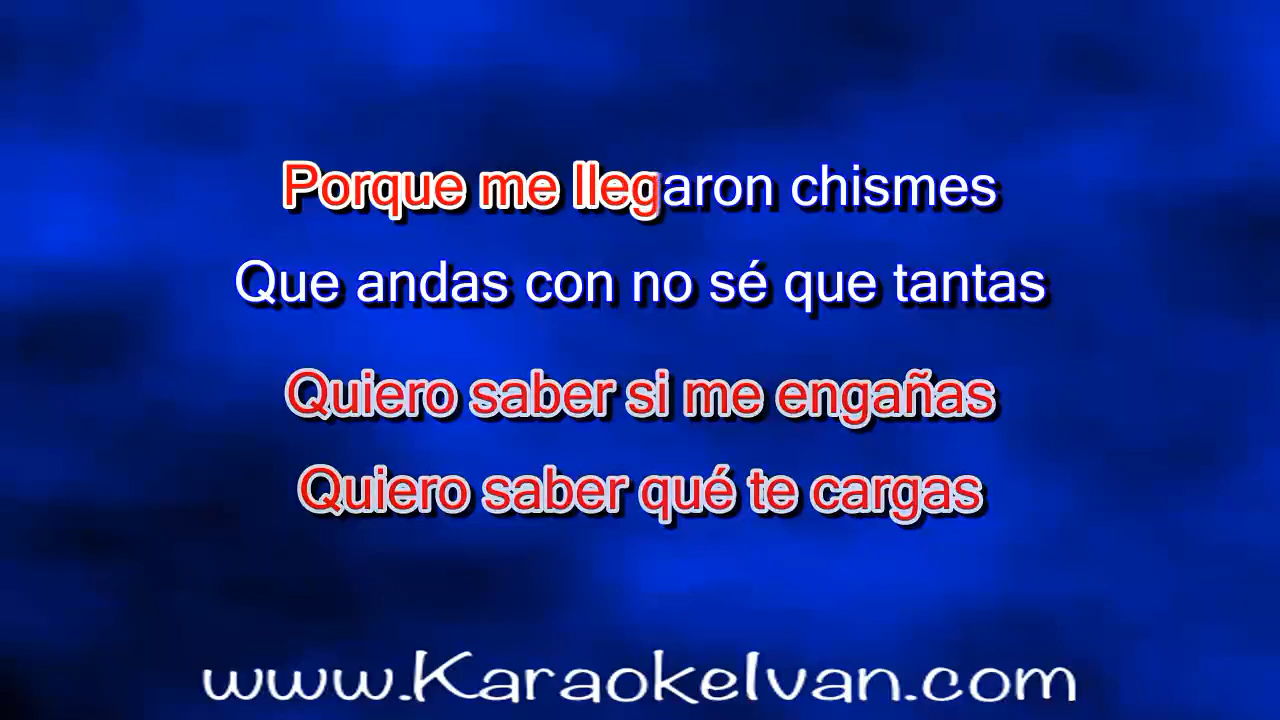 Porque me llegaron chismes
Que andas con no sé que tantas
Quiero saber si me engañas
Quiero saber qué te cargas
www.KaraokeIvan.com